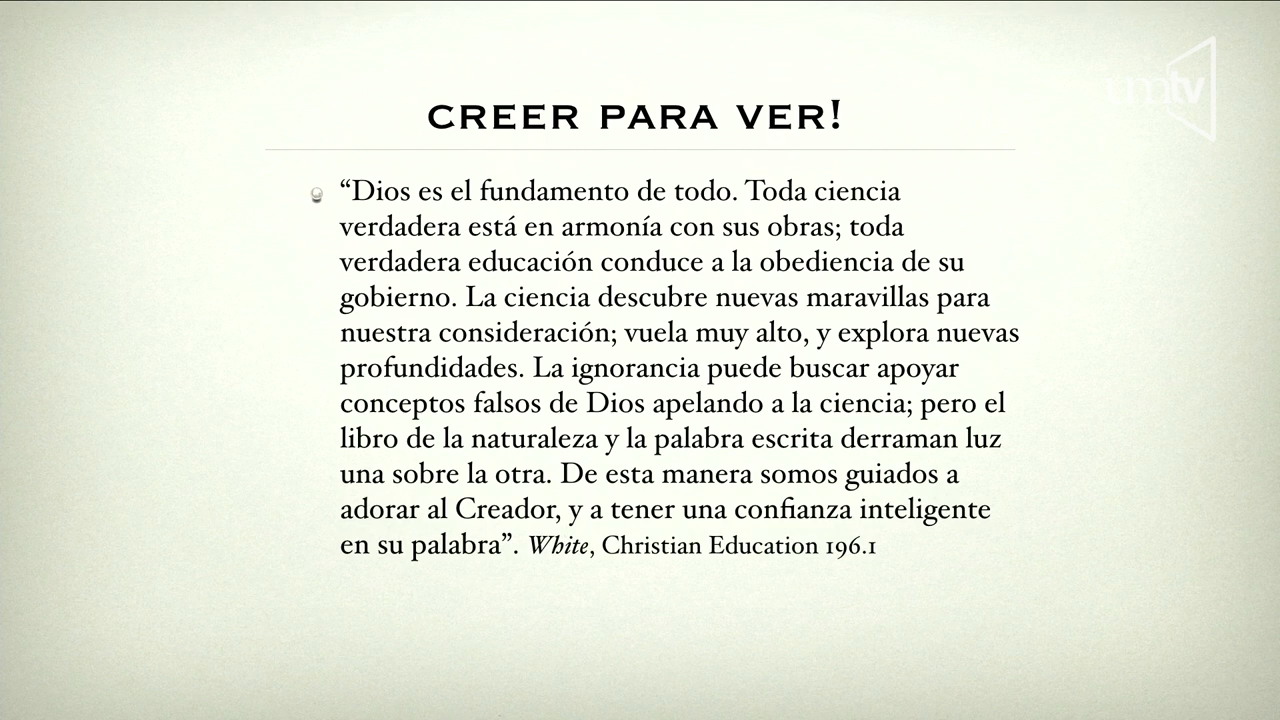 CREER PARA VER!
“Dios es el fundamento de todo. Toda ciencia
verdadera está en armonía con sus obras; toda
verdadera educación conduce a la obediencia de su
gobierno. La ciencia descubre nuevas maravillas para
nuestra consideración; vuela muy alto, y explora nuevas
profundidades. La ignorancia puede buscar apoyar
conceptos falsos de Dios apelando a la ciencia; pero el
libro de la naturaleza y la palabra escrita derraman luz
una sobre la otra. De esta manera somos guiados a
adorar al Creador, y a tener una confianza inteligente
en su palabra”. White, Christian Education 196.1